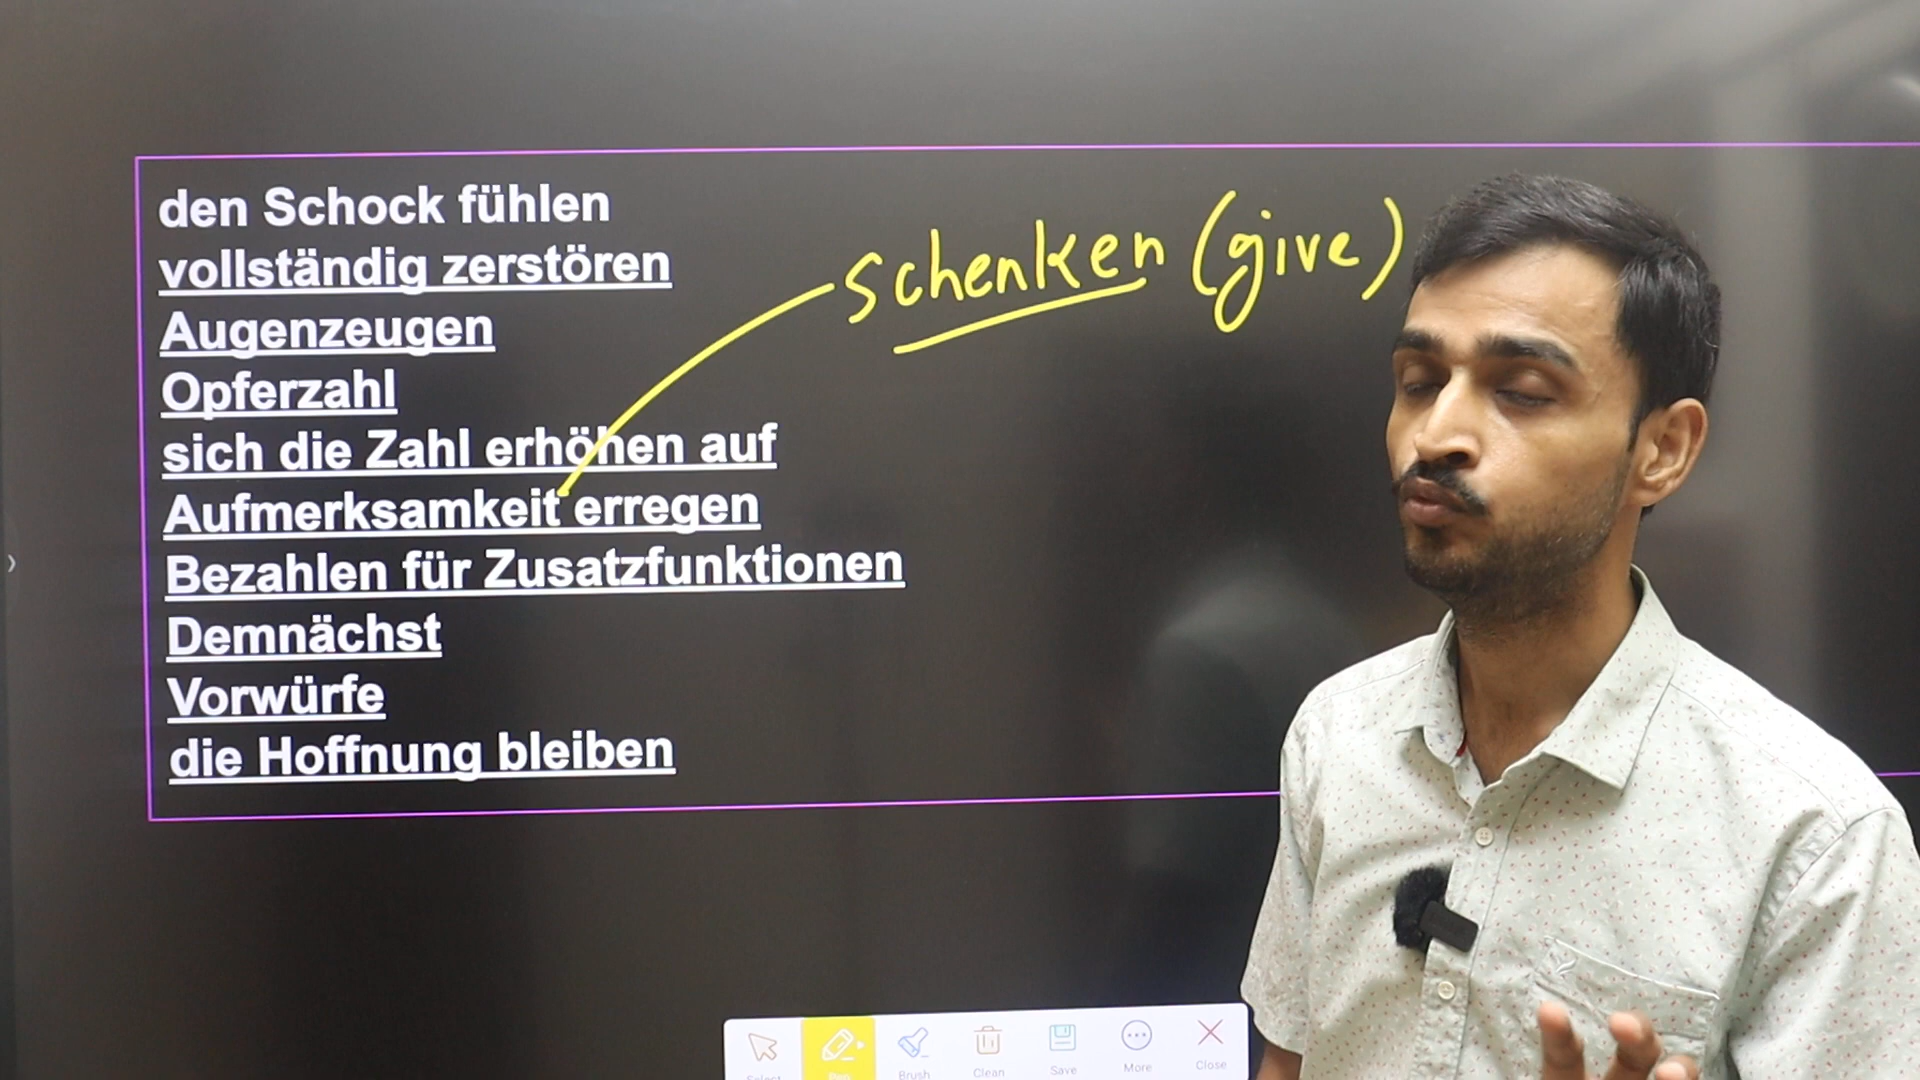 den Schock fühlen
vollständig zerstören
schenken (give)
Augenzeugen
Opferzahl
sich die Zahl erhöhen auf
Aufmerksamkeit erregen
Bezahlen für Zusatzfunktionen
Demnächst
Vorwürfe
die Hoffnung bleiben
Select Pen Brush Clean Save More Close